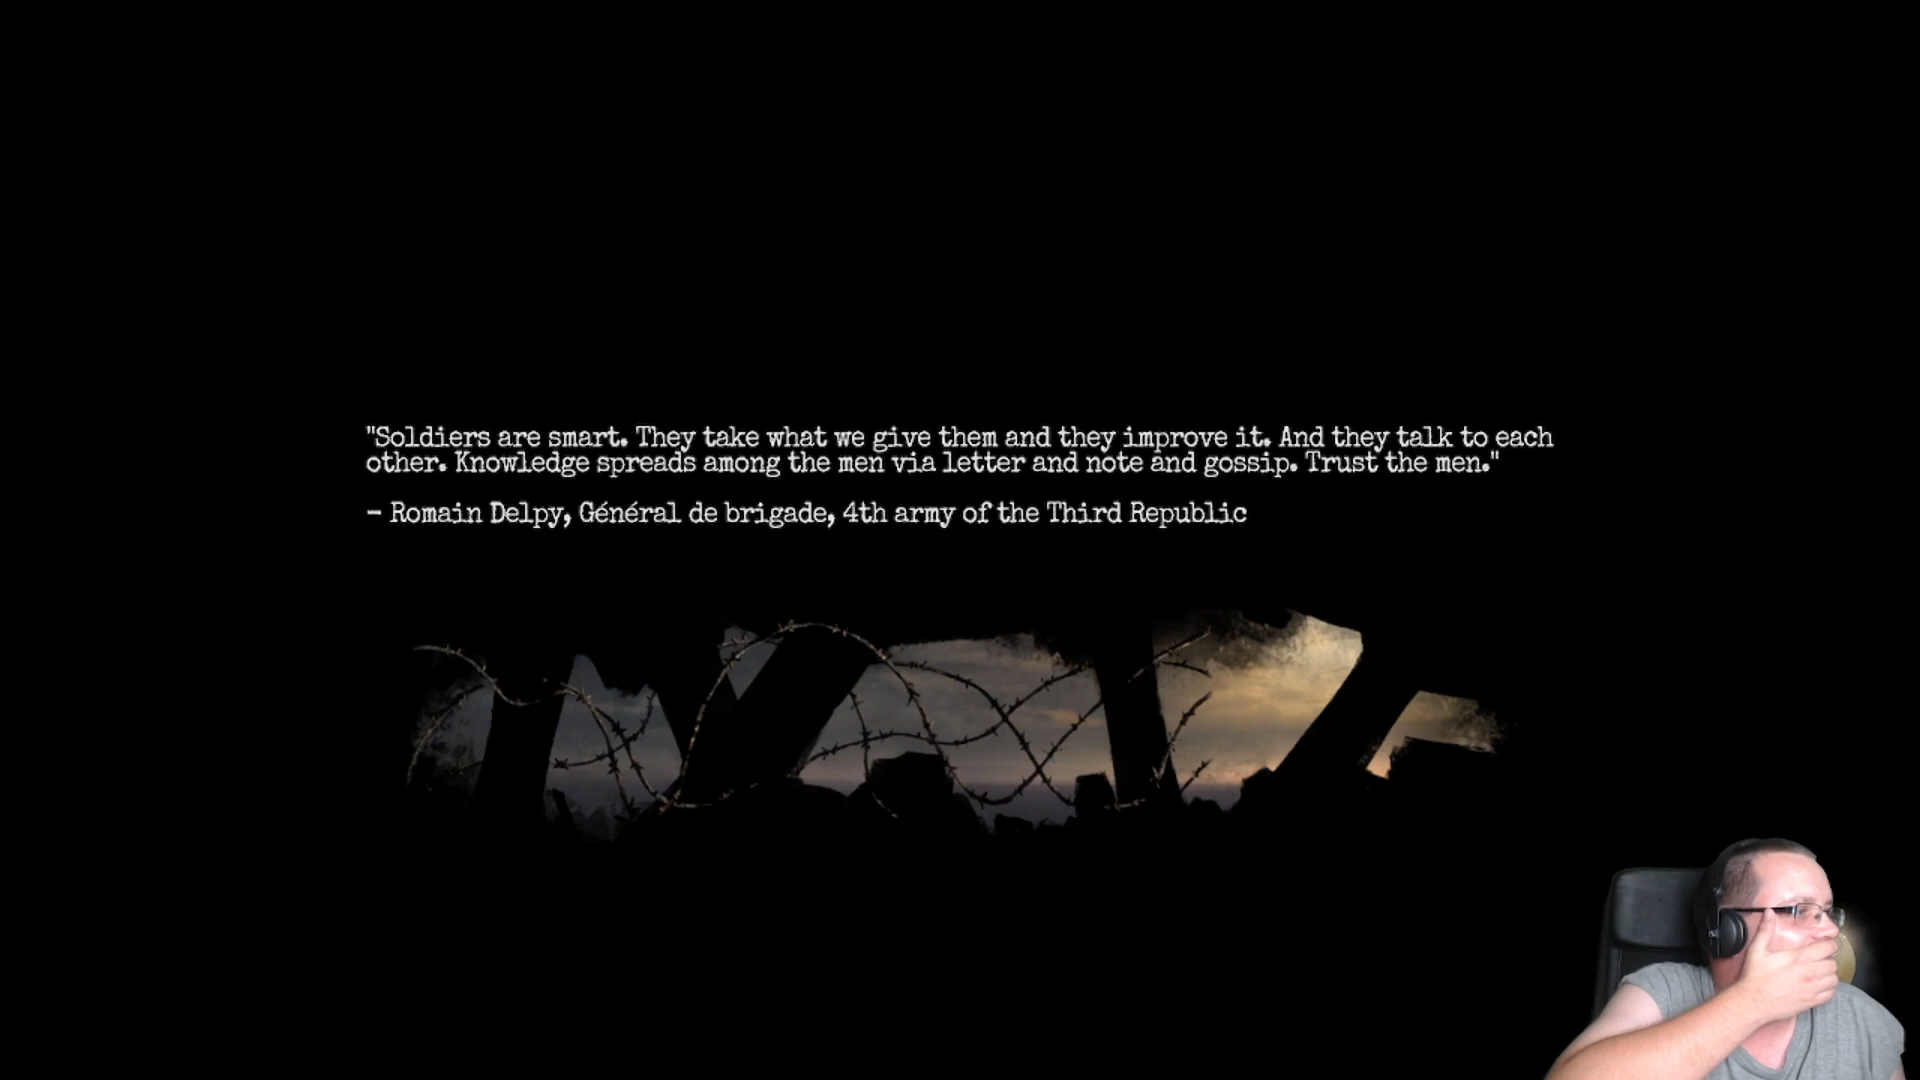 "Soldiers are smart. They take what we give them and they improve it. And they talk to each
other. Knowledge spreads among the men via letter and note and gossip. Trust the men."
- Romain Delpy, Général de brigade, 4th army of the Third Republic